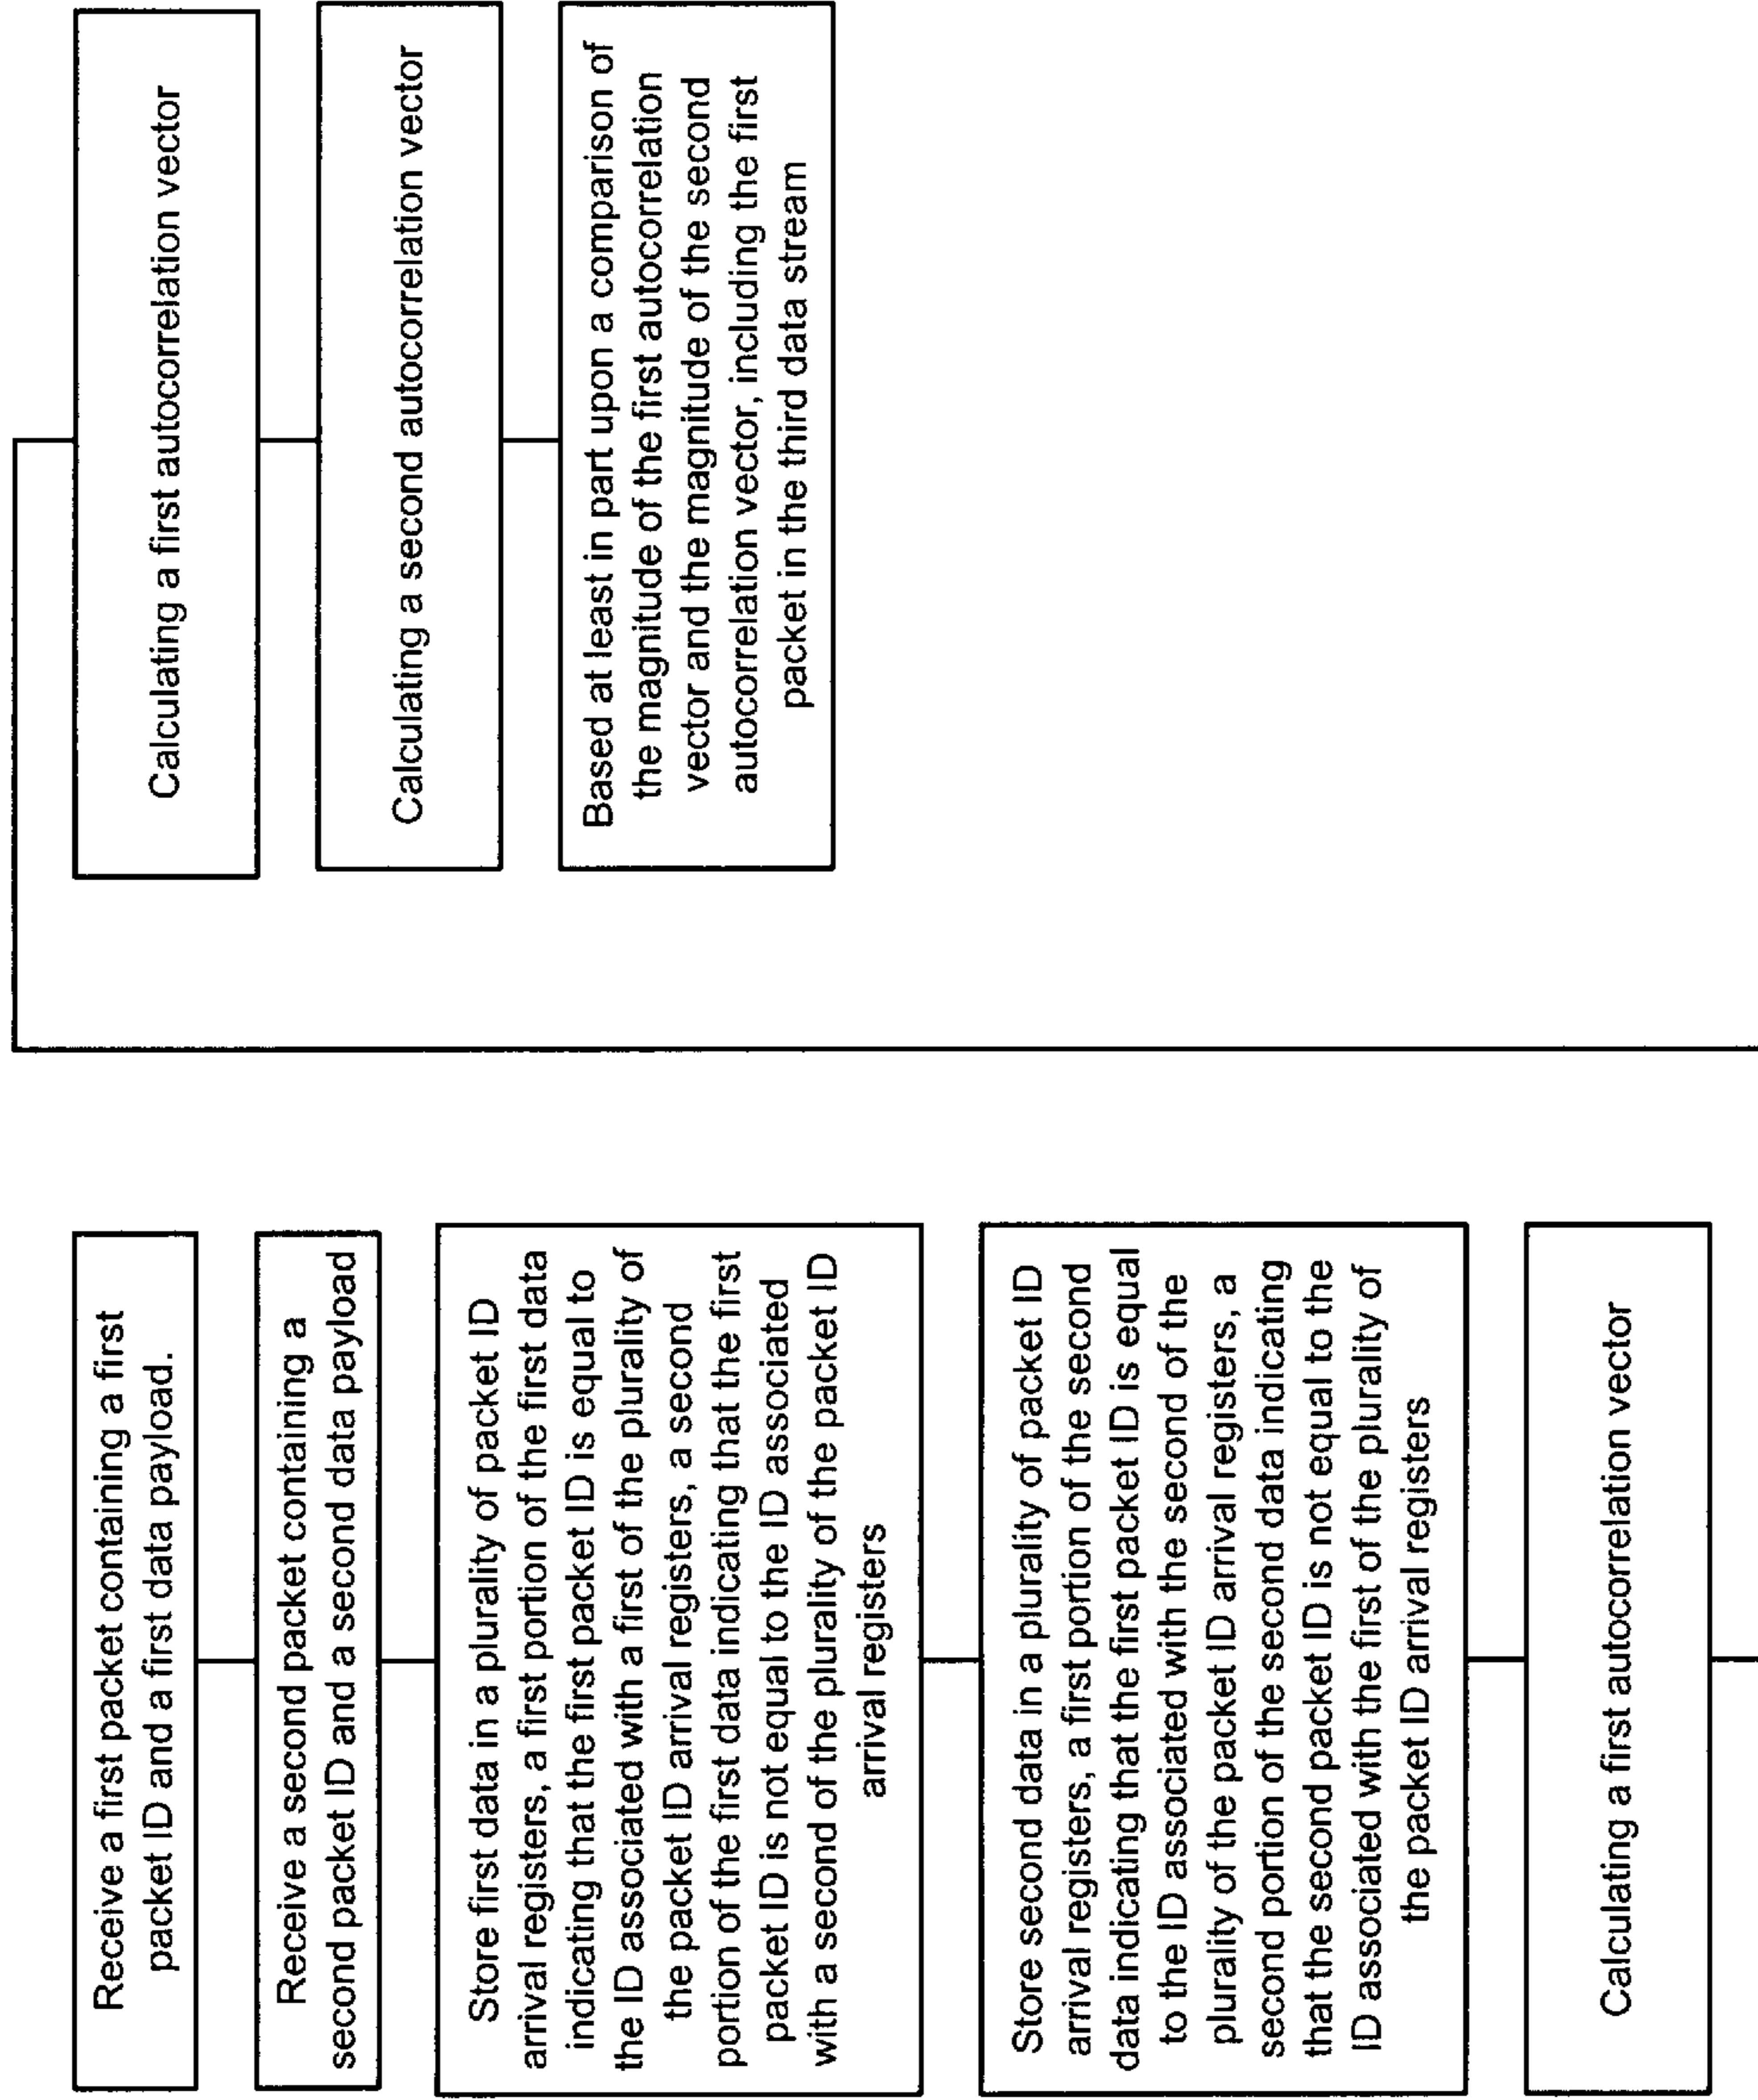 Receive a first packet containing a first
packet ID and a first data payload.
Receive a second packet containing a
second packet ID and a second data payload
Store first data in a plurality of packet ID
arrival registers, a first portion of the first data
indicating that the first packet ID is equal to
the ID associated with a first of the plurality of
the packet ID arrival registers, a second
portion of the first data indicating that the first
packet ID is not equal to the ID associated
with a second of the plurality of the packet ID
arrival registers
Store second data in a plurality of packet ID
arrival registers, a first portion of the second
data indicating that the first packet ID is equal
to the ID associated with the second of the
plurality of the packet ID arrival registers, a
second portion of the second data indicating
that the second packet ID is not equal to the
ID associated with the first of the plurality of
the packet ID arrival registers
Calculating a first autocorrelation vector
Calculating a first autocorrelation vector
Calculating a second autocorrelation vector
Based at least in part upon a comparison of
the magnitude of the first autocorrelation
vector and the magnitude of the second
autocorrelation vector, including the first
packet in the third data stream